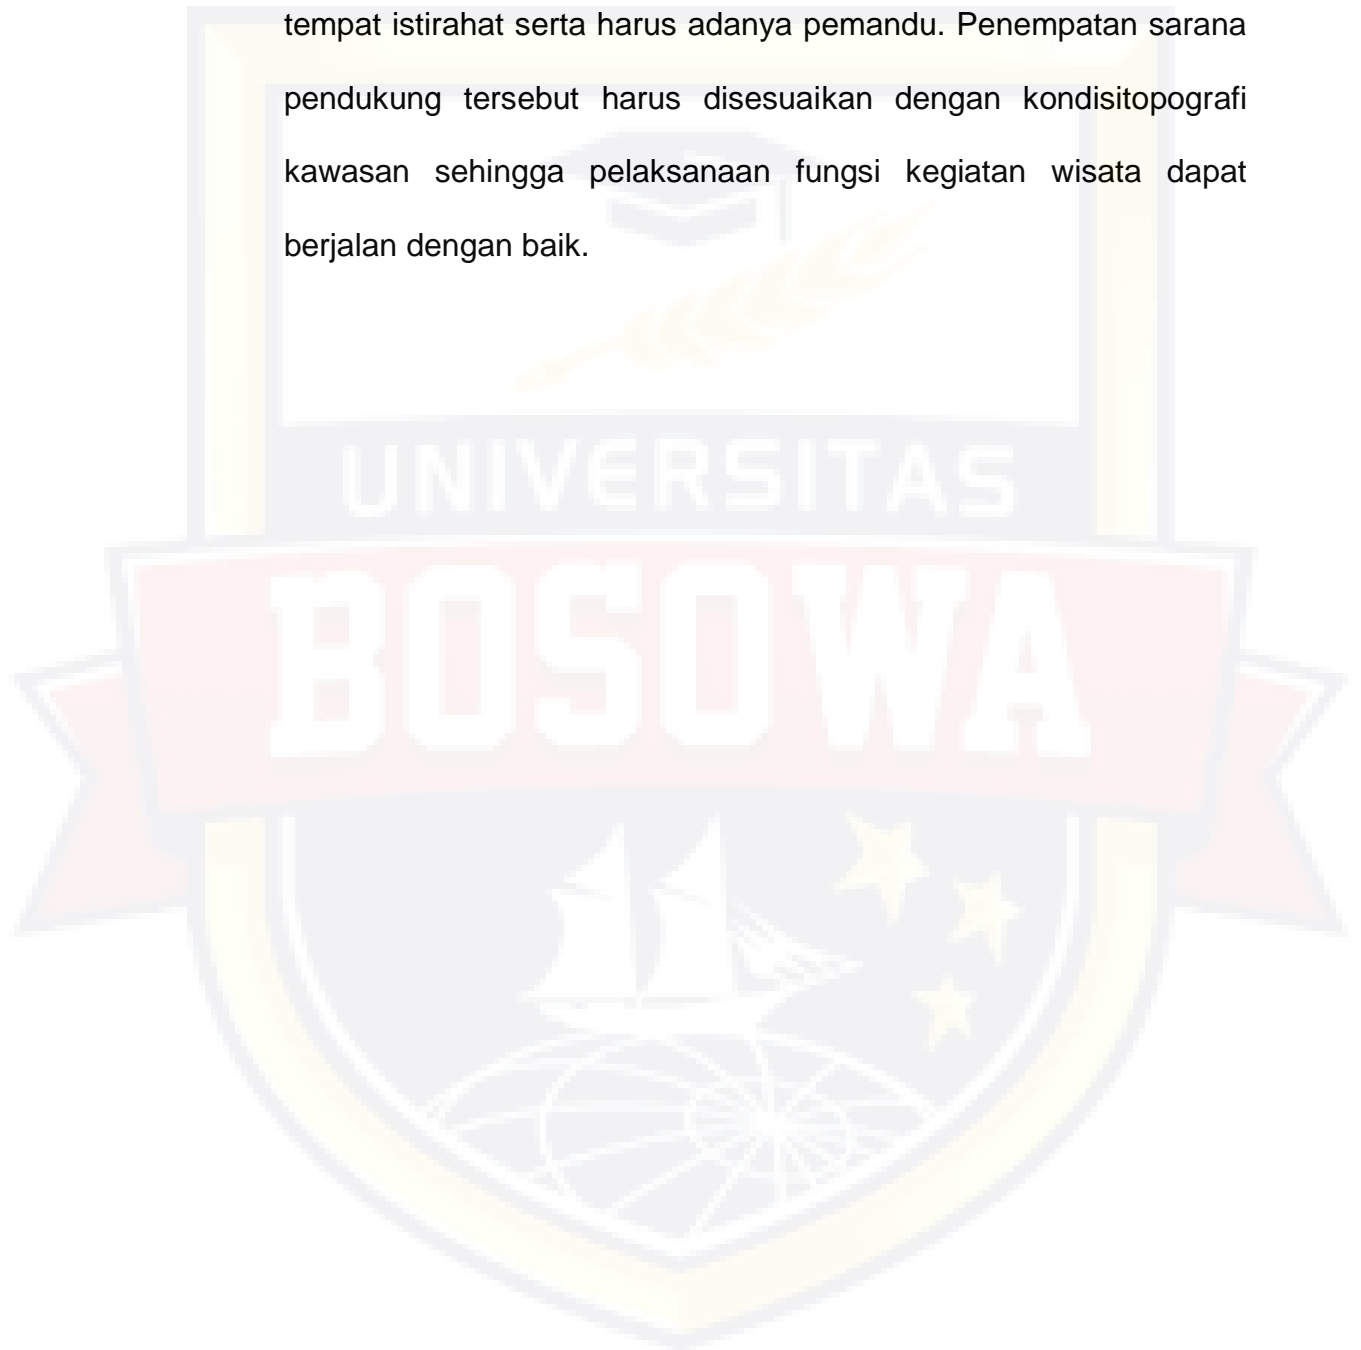 tempat istirahat serta harus adanya pemandu. Penempatan sarana
pendukung tersebut harus disesuaikan dengan kondisitopografi
kawasan sehingga pelaksanaan fungsi kegiatan wisata dapat
berjalan dengan baik.
UNIVERSITAS
BOSOWA